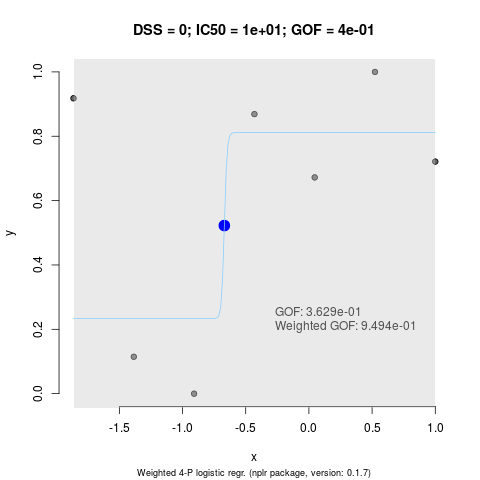 DSS = 0; IC50 = 1e+01; GOF = 4e-01
1.0
0.8
0.6
0.4
0.2
0.0
y
GOF: 3.629e-01
Weighted GOF: 9.494e-01
-1.5 -1.0 -0.5 0.0 0.5 1.0
x
Weighted 4-P logistic regr. (nplr package, version: 0.1.7)